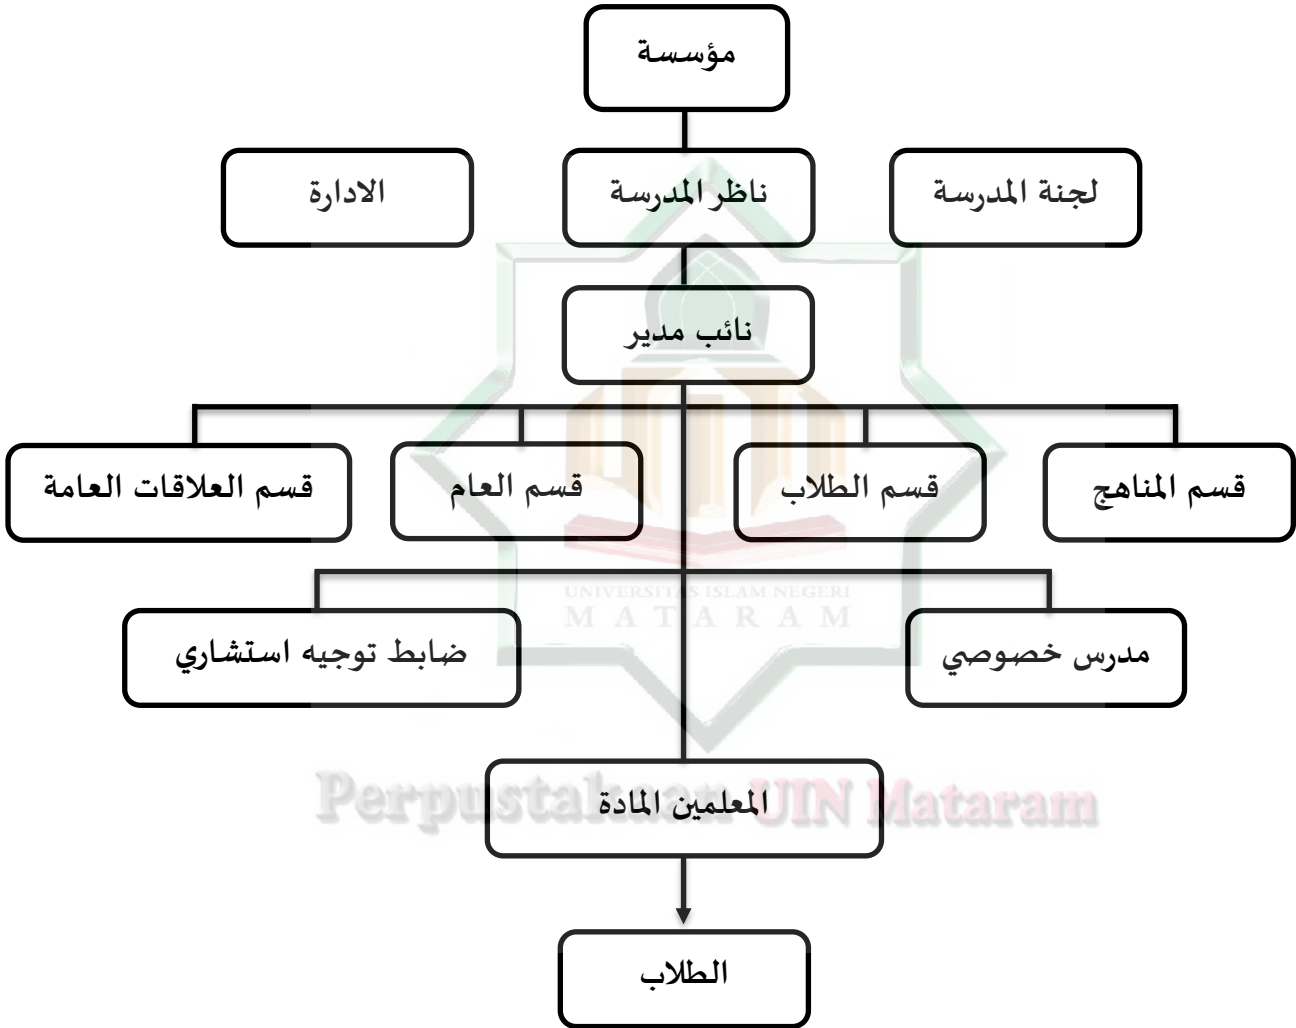 مؤسسة
لجنة المدرسة
ناظر المدرسة
الادارة
نائب مدير
قسم المناهج
قسم الطلاب
قسم العام
قسم العلاقات العامة
UNIVERSITAS ISLAM NEGERI
MATARAM
مدرس خصوصي
ضابط توجيه استشاري
المعلمين المادة
Perpustakaan UIN Mataram
الطلاب